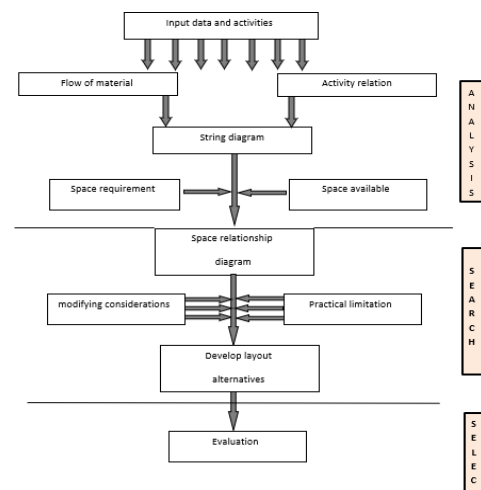 Input data and activities
Flow of material
Activity relation
String diagram
Space requirement
Space available
Space relationship
diagram
modifying considerations
Practical limitation
Develop layout
alternatives
Evaluation
A
N
A
L
Y
S
I
S
S
E
A
R
C
H
S
E
L
E
C